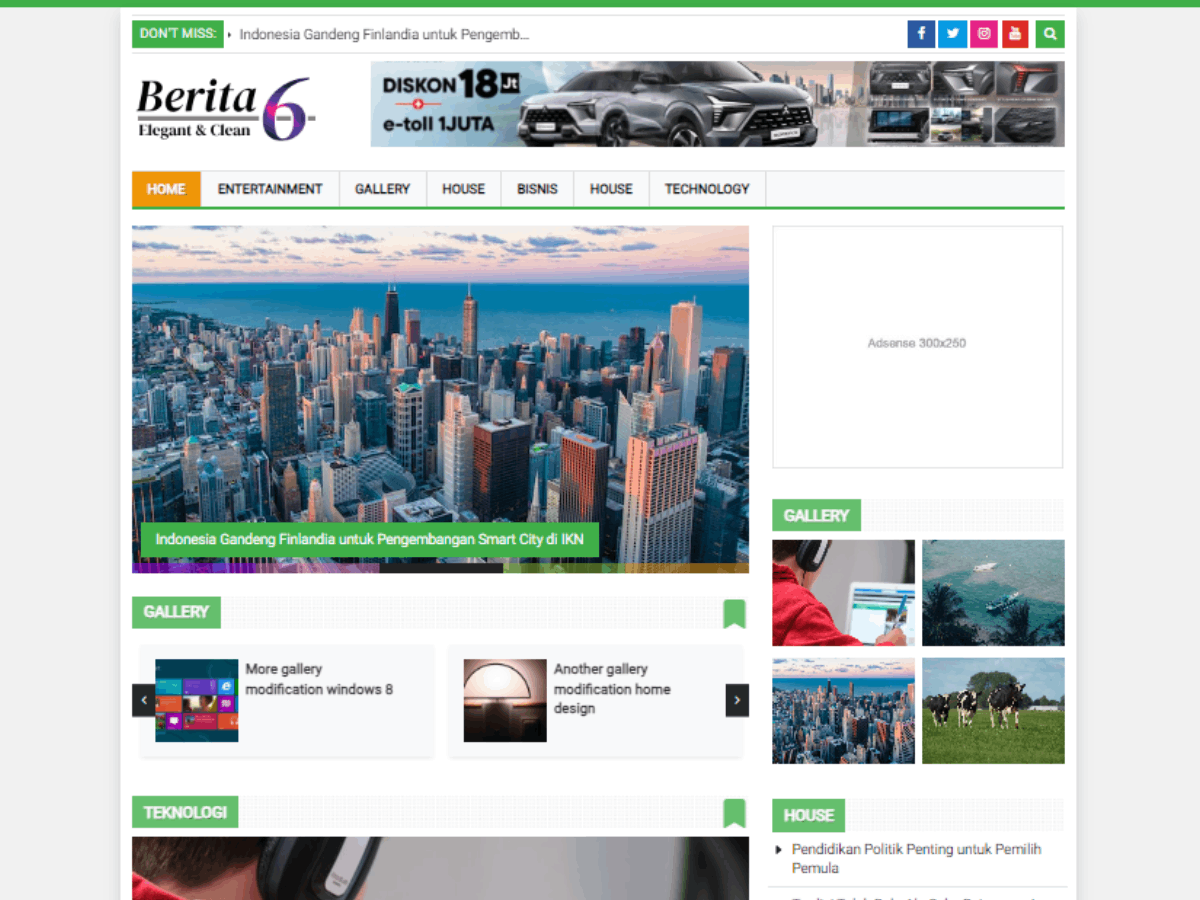 DON'T MISS:
Indonesia Gandeng Finlandia untuk Pengemb...
Berita 6
Elegant & Clean
DISKON 18 Jt
+
e-toll 1JUTA
HOME
ENTERTAINMENT
GALLERY
HOUSE
BISNIS
HOUSE
TECHNOLOGY
Indonesia Gandeng Finlandia untuk Pengembangan Smart City di IKN
Adsense 300x250
GALLERY
GALLERY
More gallery
modification windows 8
Another gallery
modification home
design
TEKNOLOGI
HOUSE
Pendidikan Politik Penting untuk Pemilih
Pemula